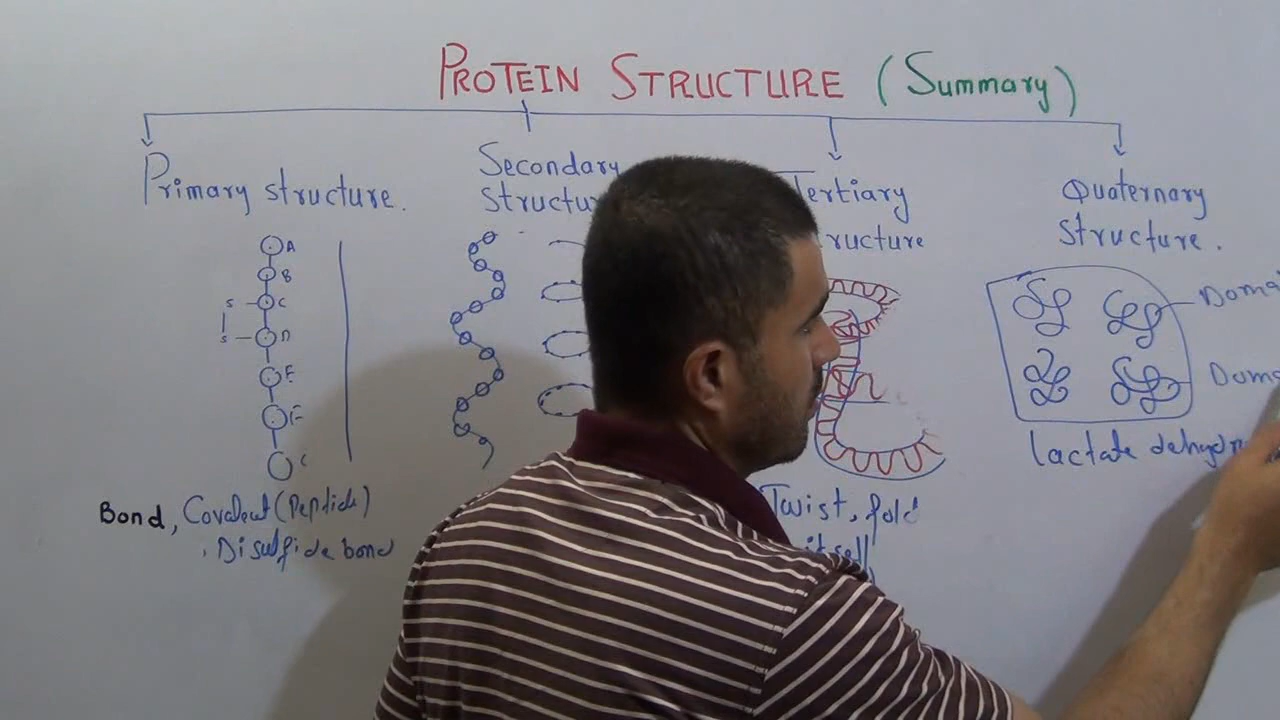 PROTEIN STRUCTURE (Summary)
Primary structure.
Secondary
Structu
Tertiary
ructure
Quaternary
Structure.
A
B
S C
S D
E
F
Doma
Doma
lactate dehydr
Bond, Covalent (Peptide)
, Disulfide bond
Twist, fold
itself